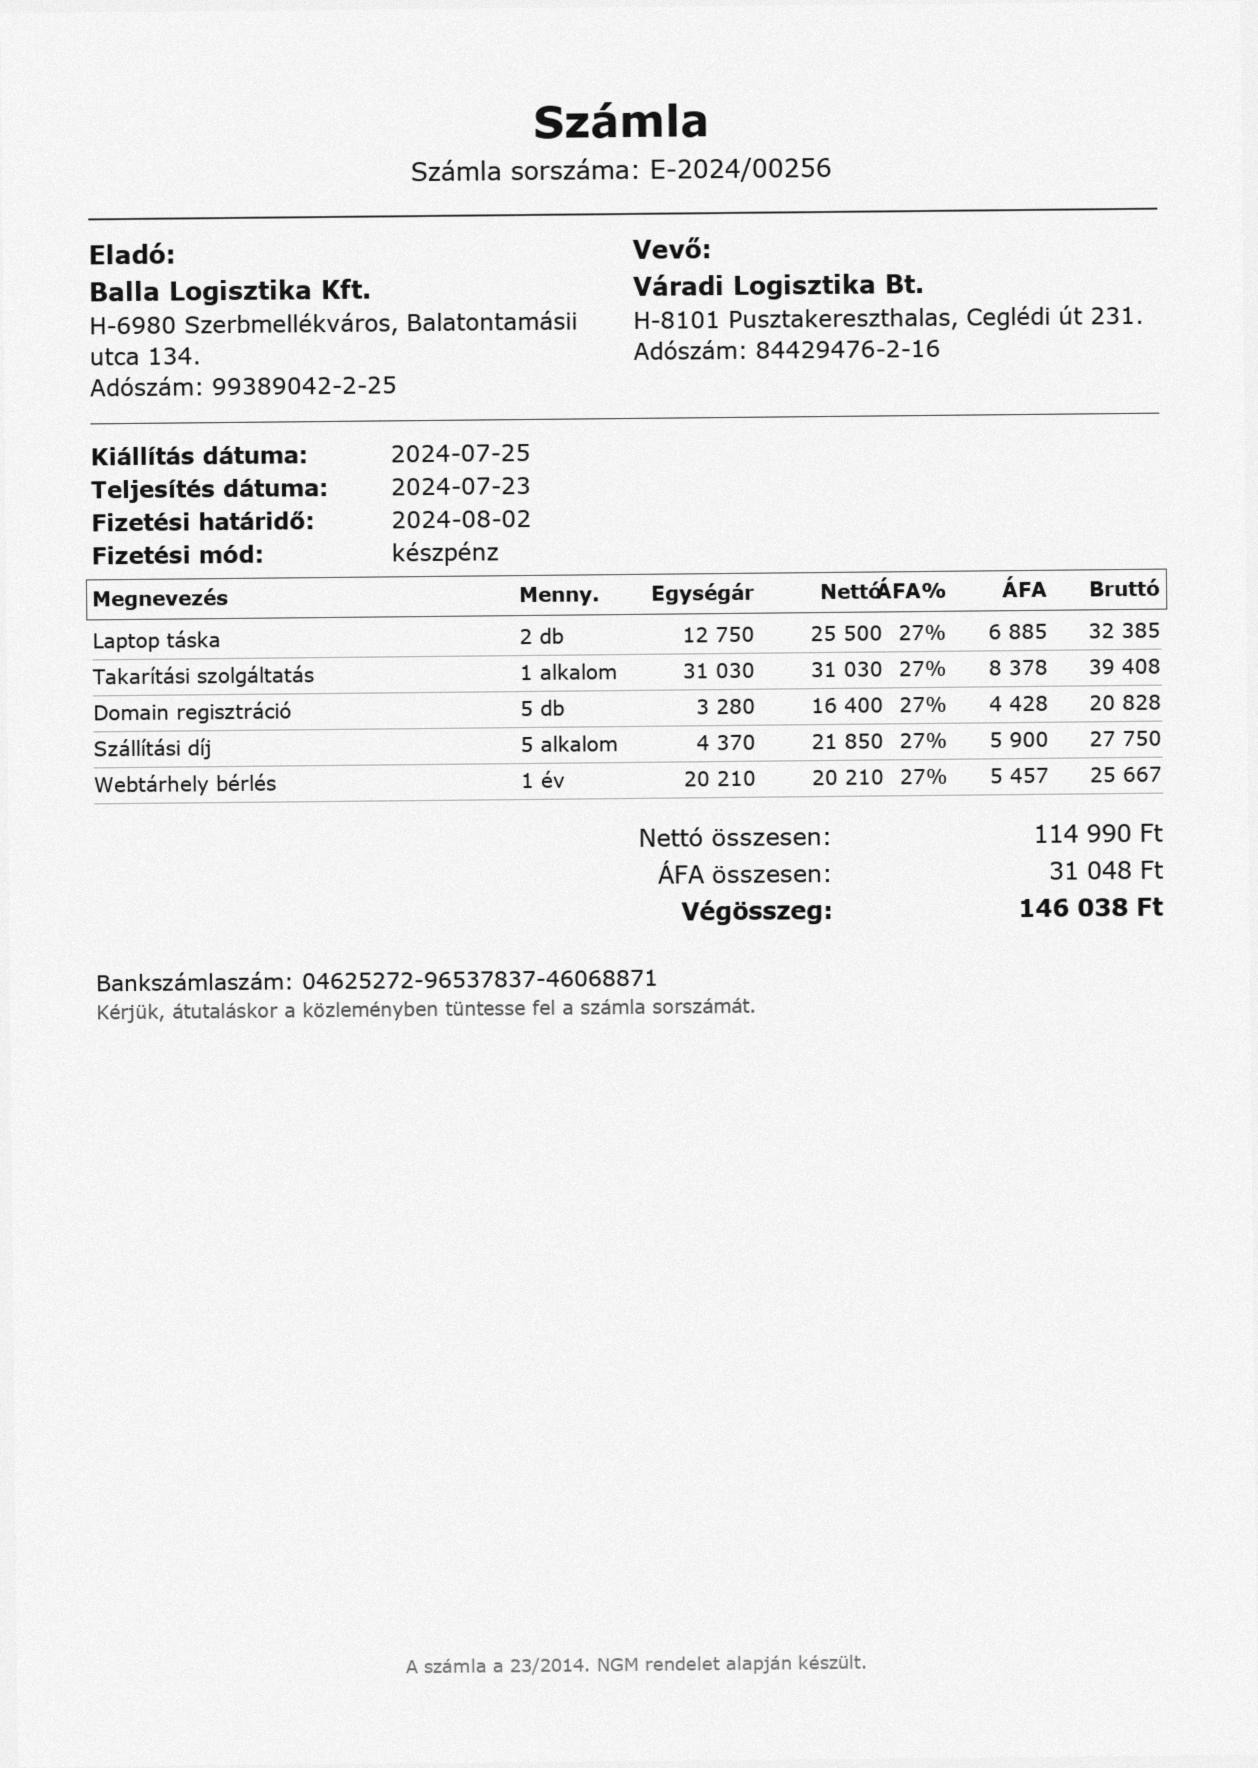 Számla
Számla sorszáma: E-2024/00256
Eladó:
Balla Logisztika Kft.
H-6980 Szerbmellékváros, Balatontamásii
utca 134.
Adószám: 99389042-2-25
Vevő:
Váradi Logisztika Bt.
H-8101 Pusztakereszthalas, Ceglédi út 231.
Adószám: 84429476-2-16
Kiállítás dátuma: 2024-07-25
Teljesítés dátuma: 2024-07-23
Fizetési határidő: 2024-08-02
Fizetési mód: készpénz
Megnevezés Menny. Egységár Nettó ÁFA% ÁFA Bruttó
Laptop táska 2 db 12 750 25 500 27% 6 885 32 385
Takarítási szolgáltatás 1 alkalom 31 030 31 030 27% 8 378 39 408
Domain regisztráció 5 db 3 280 16 400 27% 4 428 20 828
Szállítási díj 5 alkalom 4 370 21 850 27% 5 900 27 750
Webtárhely bérlés 1 év 20 210 20 210 27% 5 457 25 667
Nettó összesen: 114 990 Ft
ÁFA összesen: 31 048 Ft
Végösszeg: 146 038 Ft
Bankszámlaszám: 04625272-96537837-46068871
Kérjük, átutaláskor a közleményben tüntesse fel a számla sorszámát.
A számla a 23/2014. NGM rendelet alapján készült.